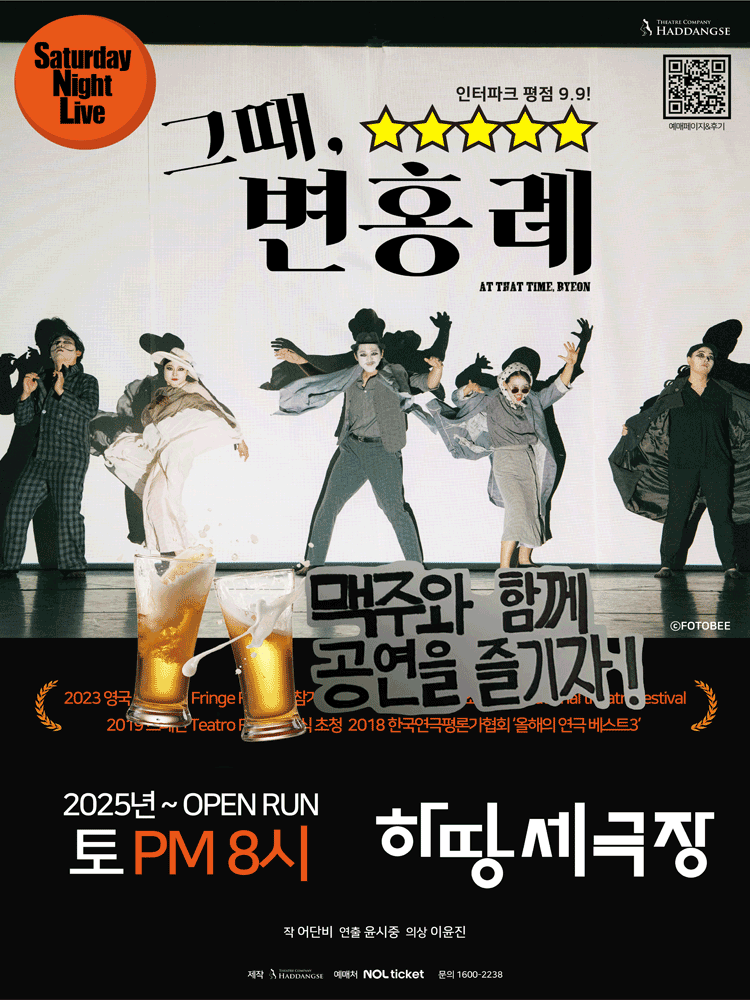 THEATRE COMPANY
HADDANGSE
Saturday
Night
Live
인터파크 평점 9.9!
예매페이지&후기
그때,
변홍례
AT THAT TIME, BYEON
맥주와 함께
공연을 즐기자!
ⓒFOTOBEE
2023 영국 Fringe 참가 festival
2019 Teatro 초청 2018 한국연극평론가협회 ‘올해의 연극 베스트3’
2025년 ~ OPEN RUN
토 PM 8시
하땅세극장
작 어단비 연출 윤시중 의상 이윤진
제작 THEATRE COMPANY HADDANGSE 예매처 NOL ticket 문의 1600-2238